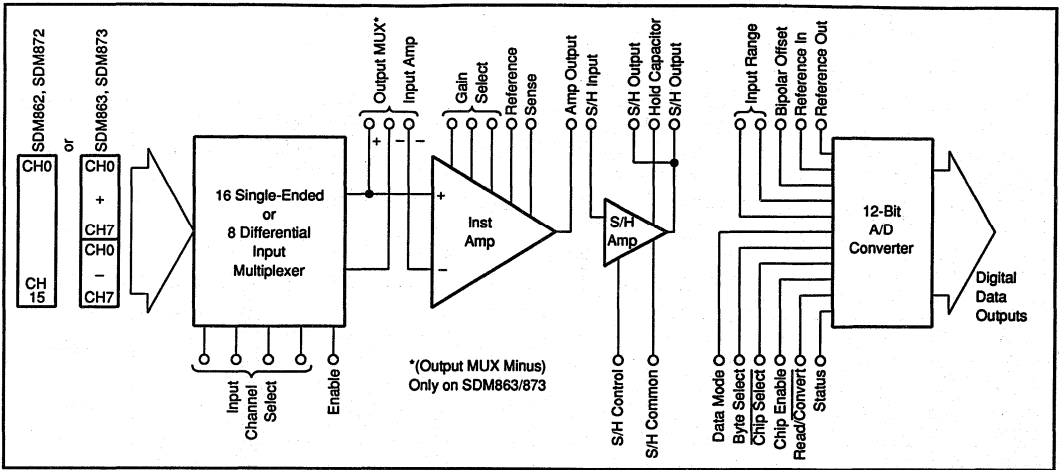 SDM862, SDM872
or
SDM863, SDM873
CH0
CH
15
CH0
+
CH7
CH0
−
CH7
16 Single-Ended
or
8 Differential
Input
Multiplexer
Input
Channel
Select
Enable
Output MUX*
Input Amp
+
−
−
Gain
Select
Reference
Sense
+
−
Inst
Amp
*(Output MUX Minus)
Only on SDM863/873
Amp Output
S/H Input
S/H Output
Hold Capacitor
S/H Output
S/H
Amp
S/H Control
S/H Common
Input Range
Bipolar Offset
Reference In
Reference Out
12-Bit
A/D
Converter
Data Mode
Byte Select
Chip Select
Chip Enable
Read/Convert
Status
Digital
Data
Outputs